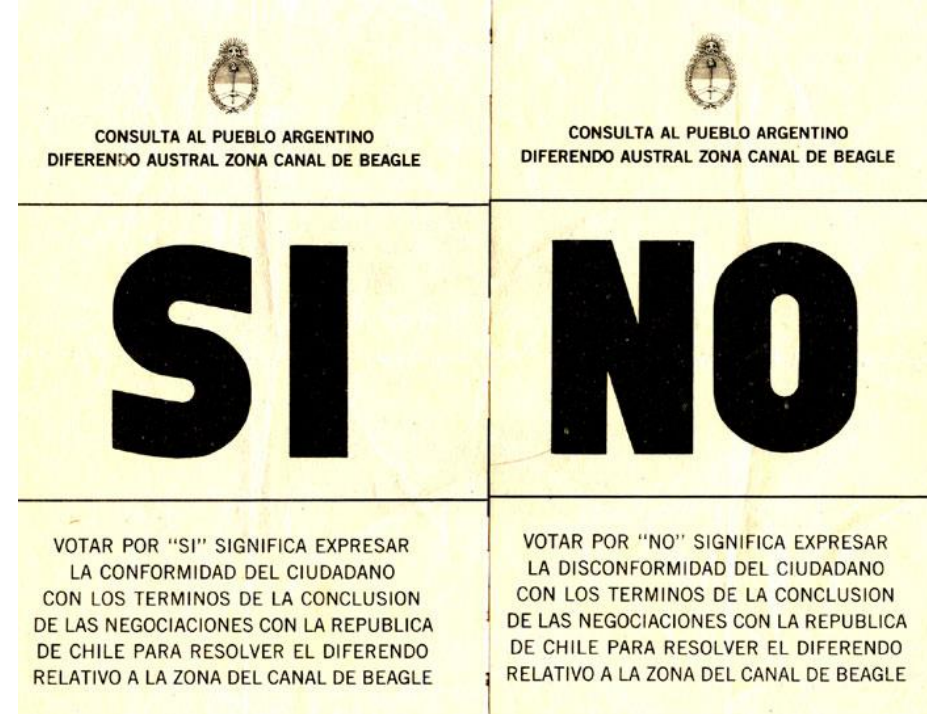 CONSULTA AL PUEBLO ARGENTINO
DIFERENDO AUSTRAL ZONA CANAL DE BEAGLE
SI
VOTAR POR "SI" SIGNIFICA EXPRESAR
LA CONFORMIDAD DEL CIUDADANO
CON LOS TERMINOS DE LA CONCLUSION
DE LAS NEGOCIACIONES CON LA REPUBLICA
DE CHILE PARA RESOLVER EL DIFERENDO
RELATIVO A LA ZONA DEL CANAL DE BEAGLE
CONSULTA AL PUEBLO ARGENTINO
DIFERENDO AUSTRAL ZONA CANAL DE BEAGLE
NO
VOTAR POR "NO" SIGNIFICA EXPRESAR
LA DISCONFORMIDAD DEL CIUDADANO
CON LOS TERMINOS DE LA CONCLUSION
DE LAS NEGOCIACIONES CON LA REPUBLICA
DE CHILE PARA RESOLVER EL DIFERENDO
RELATIVO A LA ZONA DEL CANAL DE BEAGLE